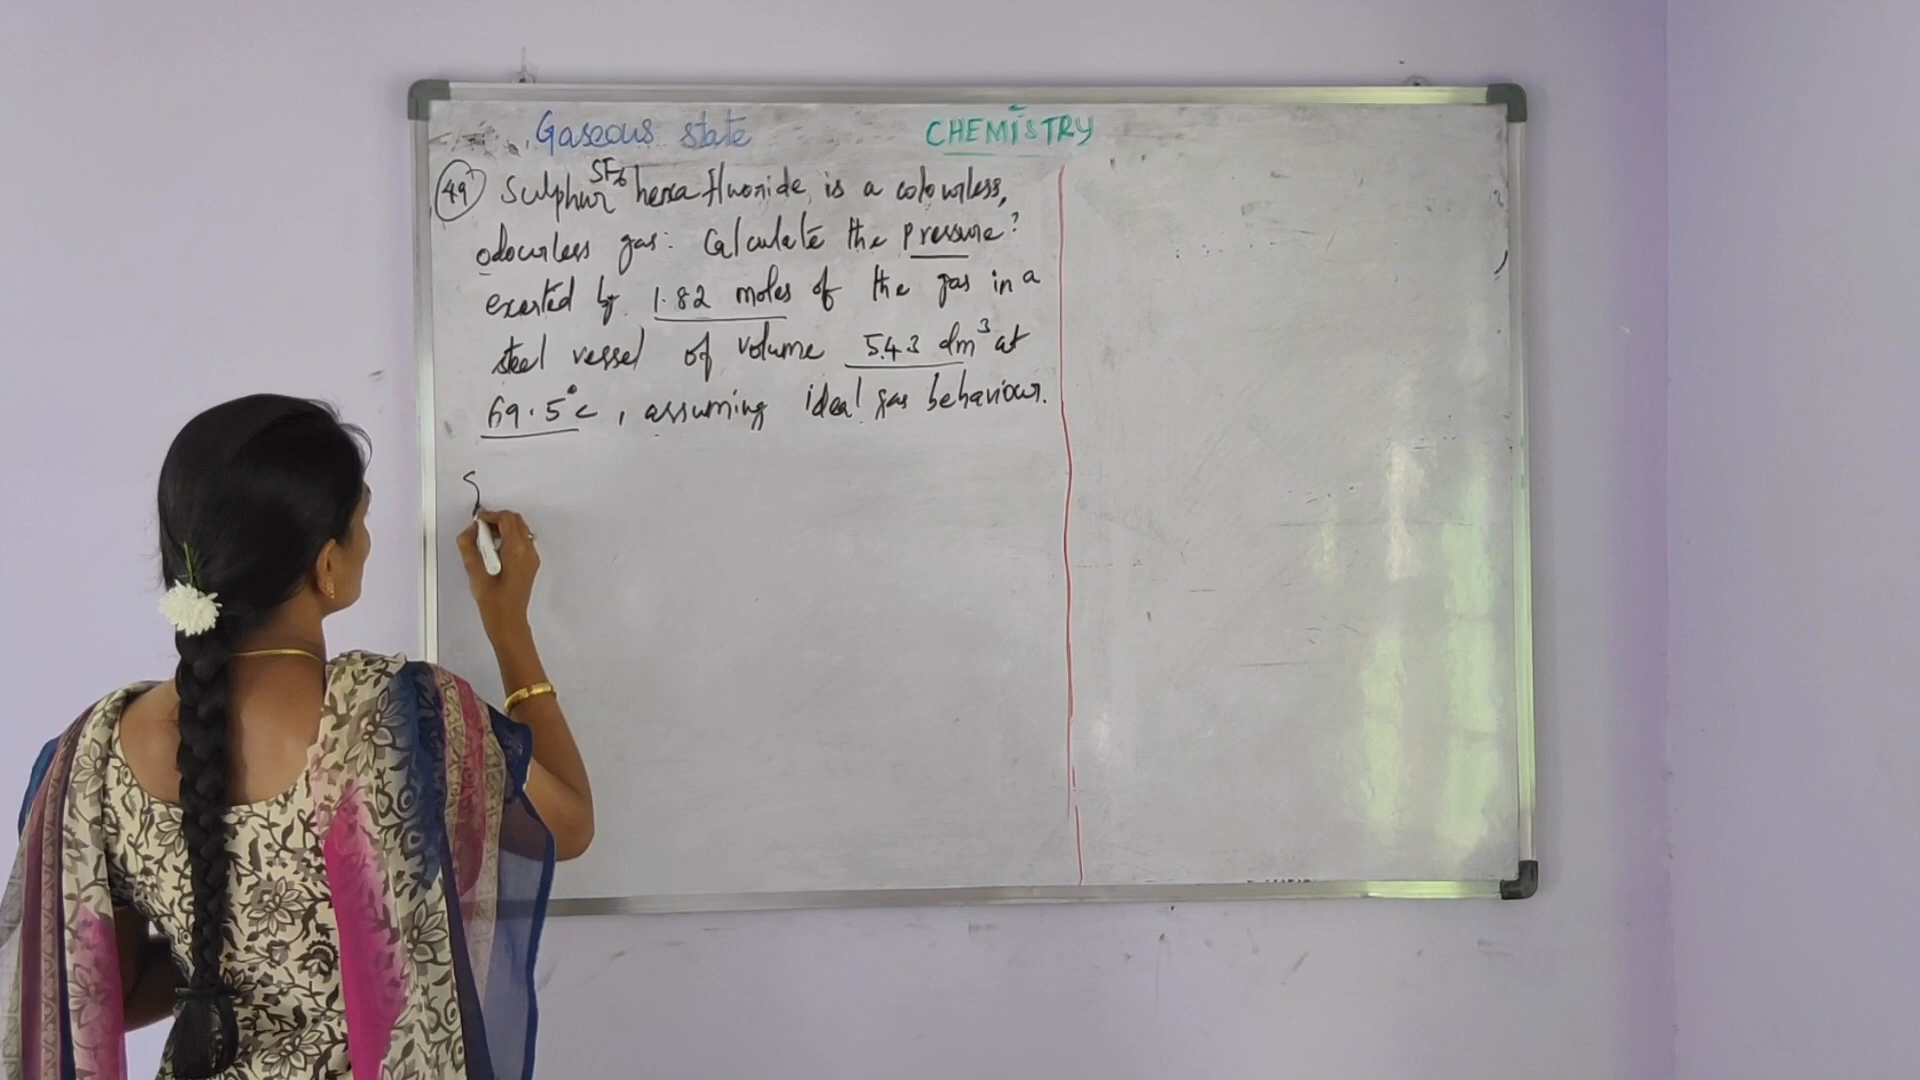 Gaseous state
CHEMISTRY
49 Sulphur SF6 hexa fluoride is a colourless,
odourless gas. Calculate the pressure?
exerted by 1.82 moles of the gas in a
steel vessel of volume 5.43 dm³ at
69.5°c, assuming ideal gas behaviour.
S